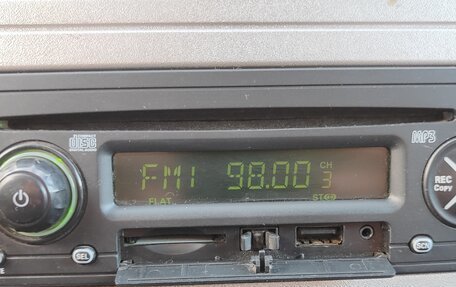 COMPACT
DISC
MP3
FM1 98.00 CH 3
FLAT ST
REC
Copy
SEL